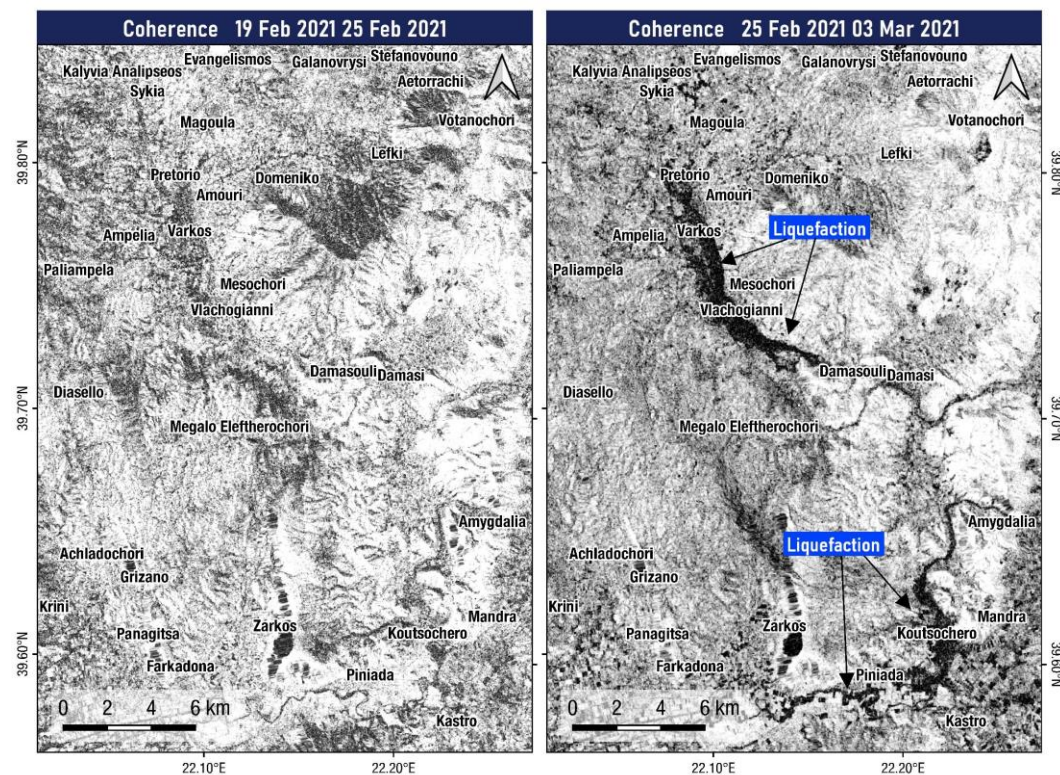 Coherence 19 Feb 2021 25 Feb 2021
Evangelismos
Stefanovouno
Galanovrysi
Kalyvia Analipseos
Aetorrachi
Sykia
Magoula
Votanochori
Lefki
Pretorio
Domeniko
Amouri
Ampelia
Varkos
Paliampela
Mesochori
Vlachogianni
Damasouli
Damasi
Diasello
Megalo Eleftherochori
Amygdalia
Achladochori
Grizano
Krini
Mandra
Panagitsa
Zarkos
Koutsochero
Farkadona
Piniada
Kastro
0 2 4 6 km
39.80°N
39.70°N
39.60°N
22.10°E 22.20°E
Coherence 25 Feb 2021 03 Mar 2021
Evangelismos
Stefanovouno
Galanovrysi
Kalyvia Analipseos
Aetorrachi
Sykia
Magoula
Votanochori
Lefki
Pretorio
Domeniko
Amouri
Liquefaction
Ampelia
Varkos
Paliampela
Mesochori
Vlachogianni
Damasouli
Damasi
Diasello
Megalo Eleftherochori
Amygdalia
Liquefaction
Achladochori
Grizano
Krini
Mandra
Panagitsa
Zarkos
Koutsochero
Farkadona
Piniada
Kastro
0 2 4 6 km
39.80°N
39.70°N
39.60°N
22.10°E 22.20°E